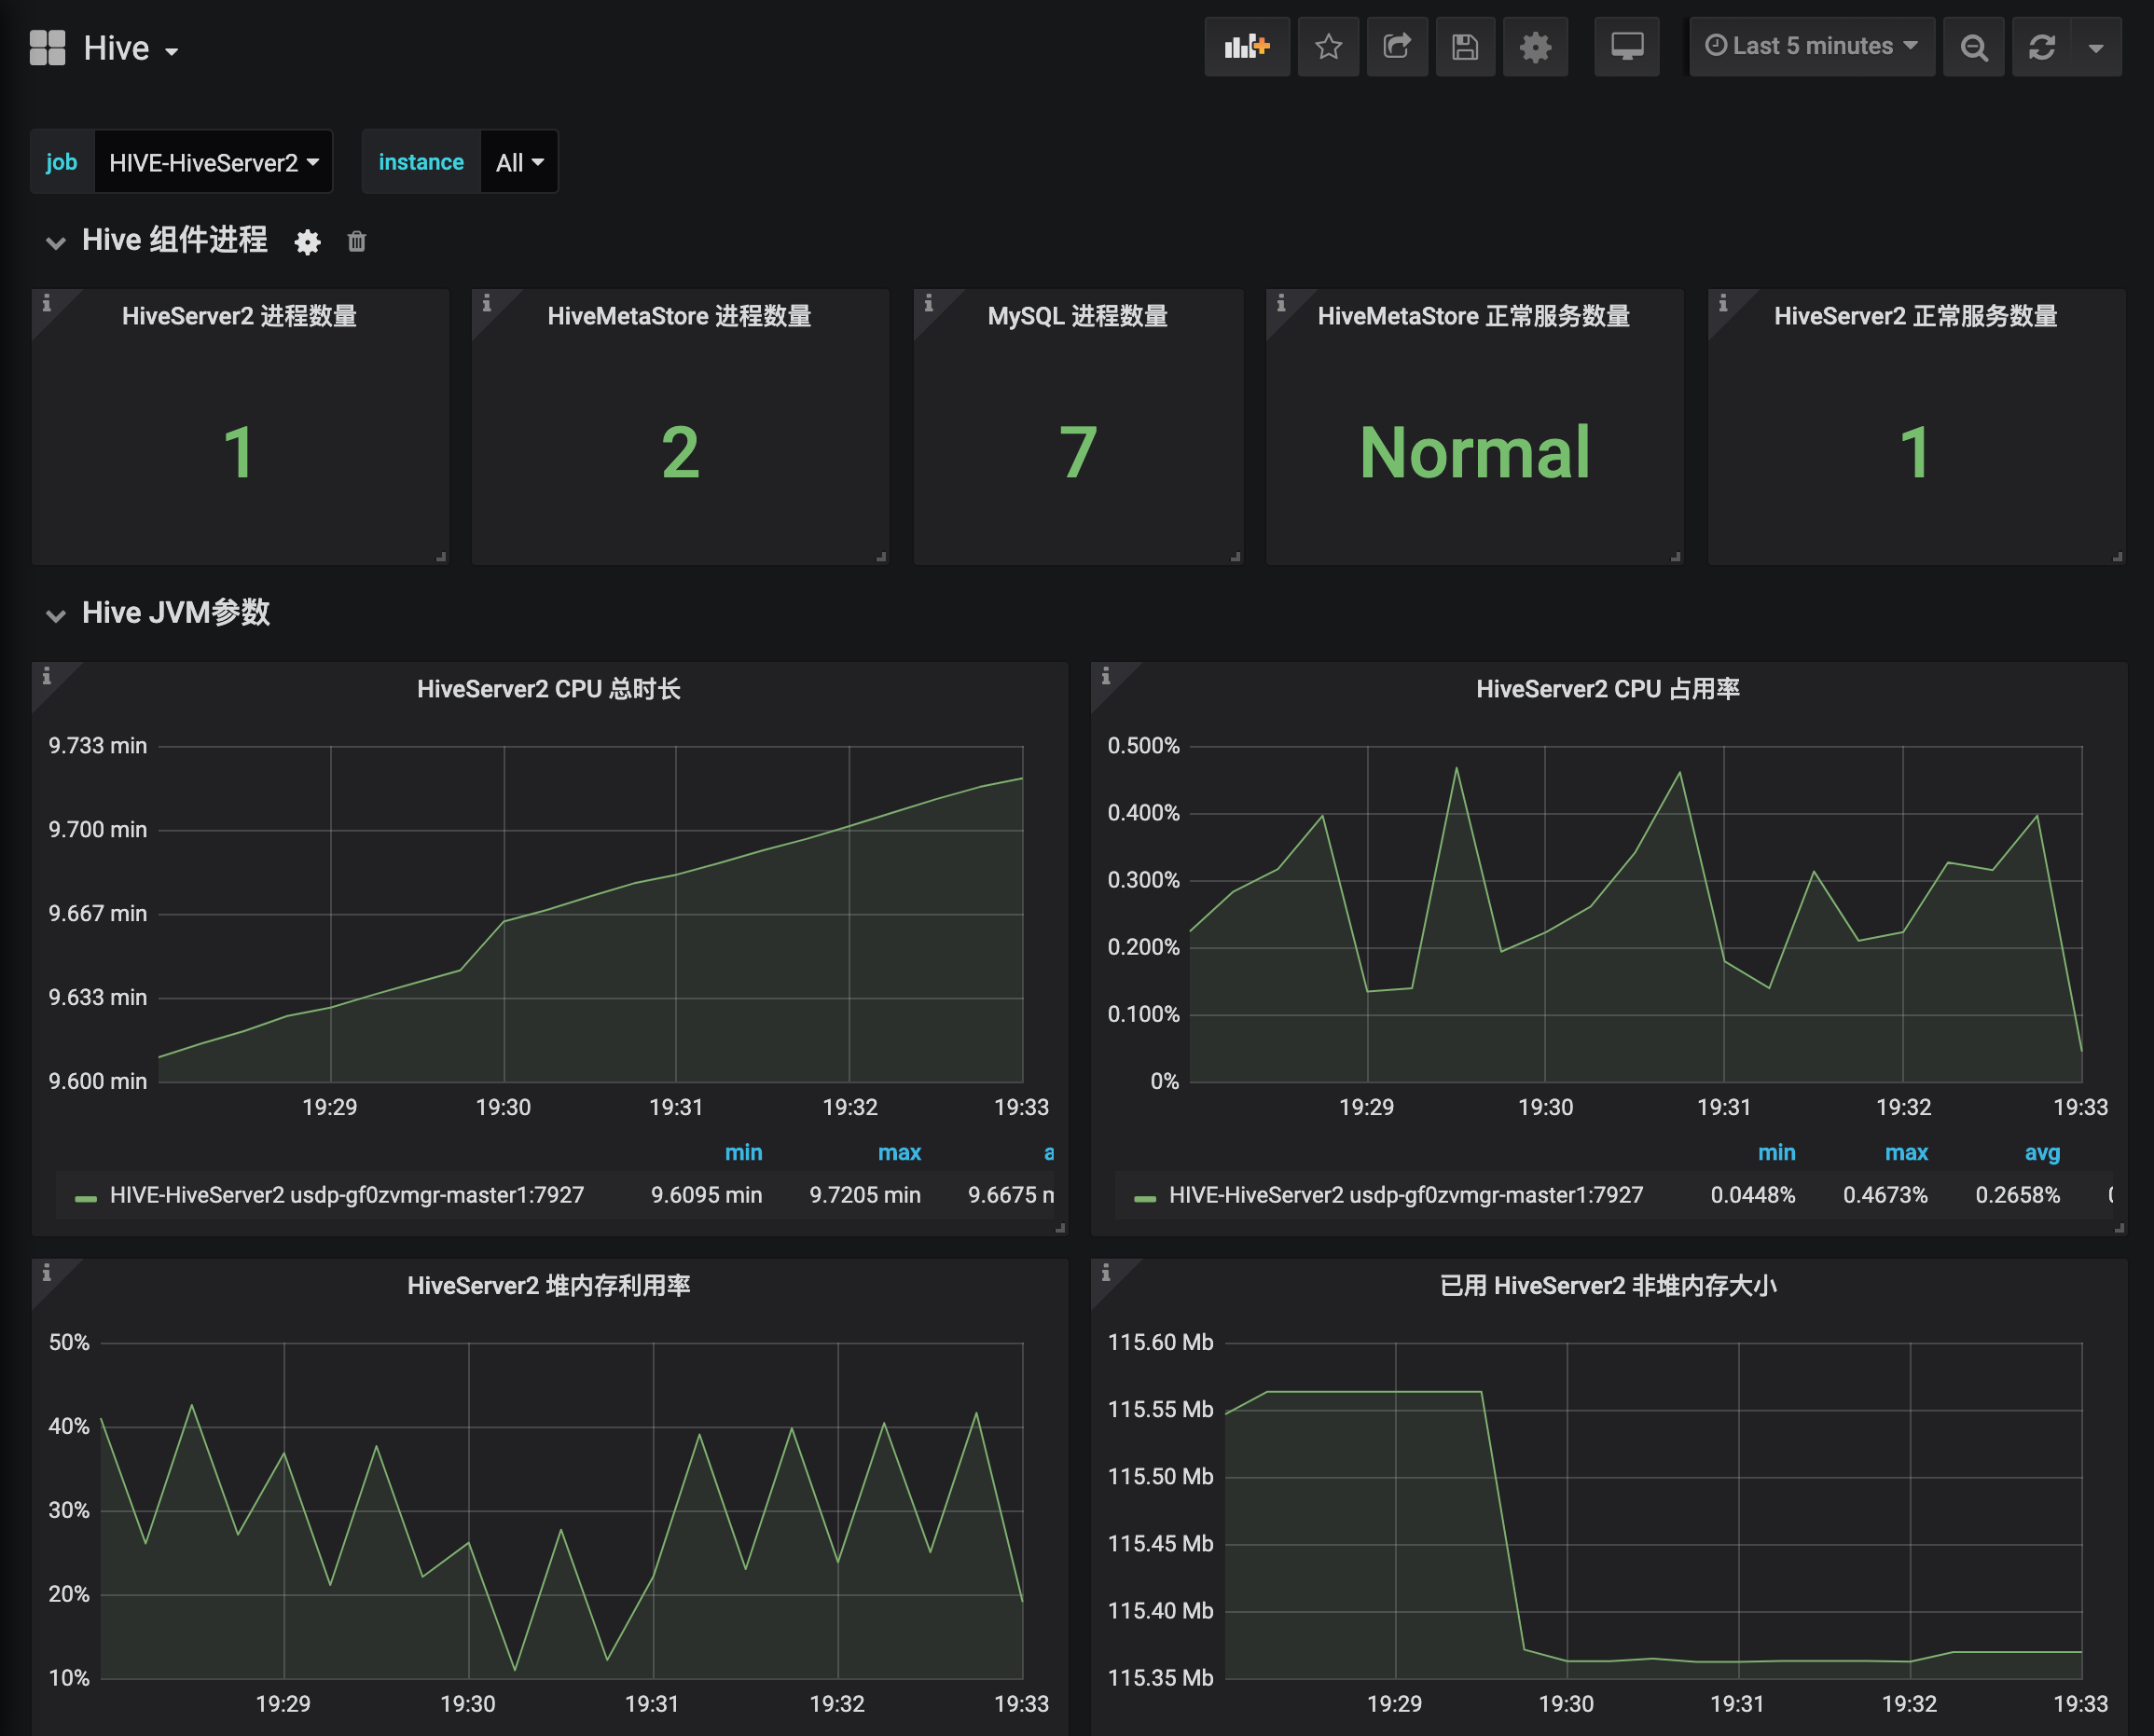 Hive
Last 5 minutes
job HIVE-HiveServer2 instance All
Hive 组件进程
HiveServer2 进程数量
1
HiveMetaStore 进程数量
2
MySQL 进程数量
7
HiveMetaStore 正常服务数量
Normal
HiveServer2 正常服务数量
1
Hive JVM参数
HiveServer2 CPU 总时长
9.733 min
9.700 min
9.667 min
9.633 min
9.600 min
19:29 19:30 19:31 19:32 19:33
min max a
HIVE-HiveServer2 usdp-gf0zvmgr-master1:7927 9.6095 min 9.7205 min 9.6675 m
HiveServer2 CPU 占用率
0.500%
0.400%
0.300%
0.200%
0.100%
0%
19:29 19:30 19:31 19:32 19:33
min max avg
HIVE-HiveServer2 usdp-gf0zvmgr-master1:7927 0.0448% 0.4673% 0.2658%
HiveServer2 堆内存利用率
50%
40%
30%
20%
10%
19:29 19:30 19:31 19:32 19:33
已用 HiveServer2 非堆内存大小
115.60 Mb
115.55 Mb
115.50 Mb
115.45 Mb
115.40 Mb
115.35 Mb
19:29 19:30 19:31 19:32 19:33